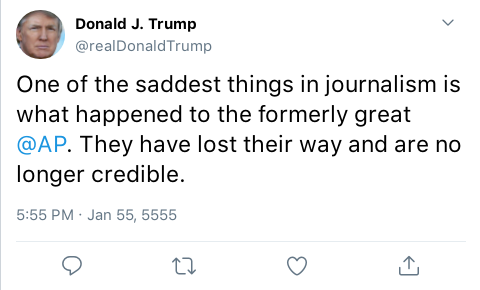 Donald J. Trump
@realDonaldTrump
One of the saddest things in journalism is
what happened to the formerly great
@AP. They have lost their way and are no
longer credible.
5:55 PM · Jan 55, 5555